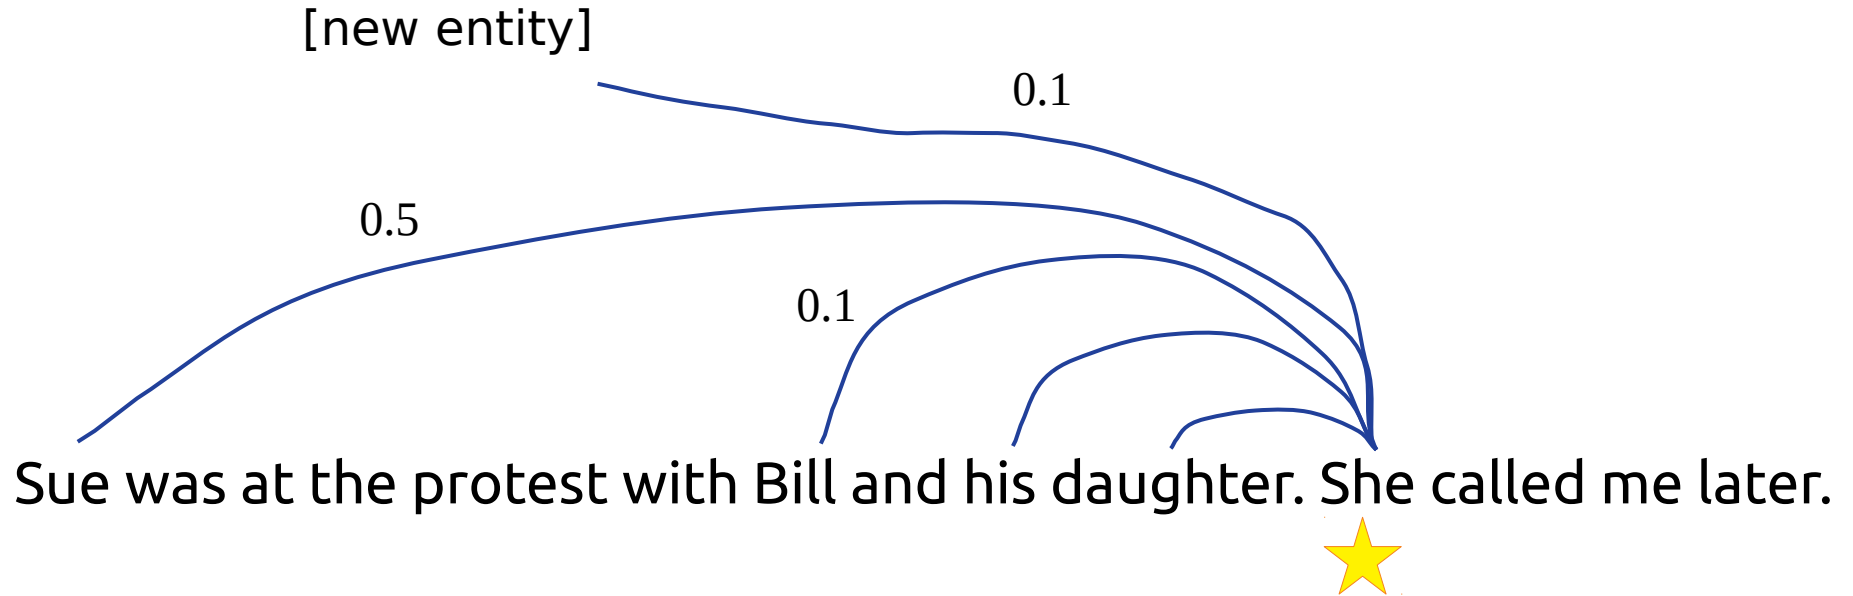 [new entity]
0.1
0.5
0.1
Sue was at the protest with Bill and his daughter. She called me later.